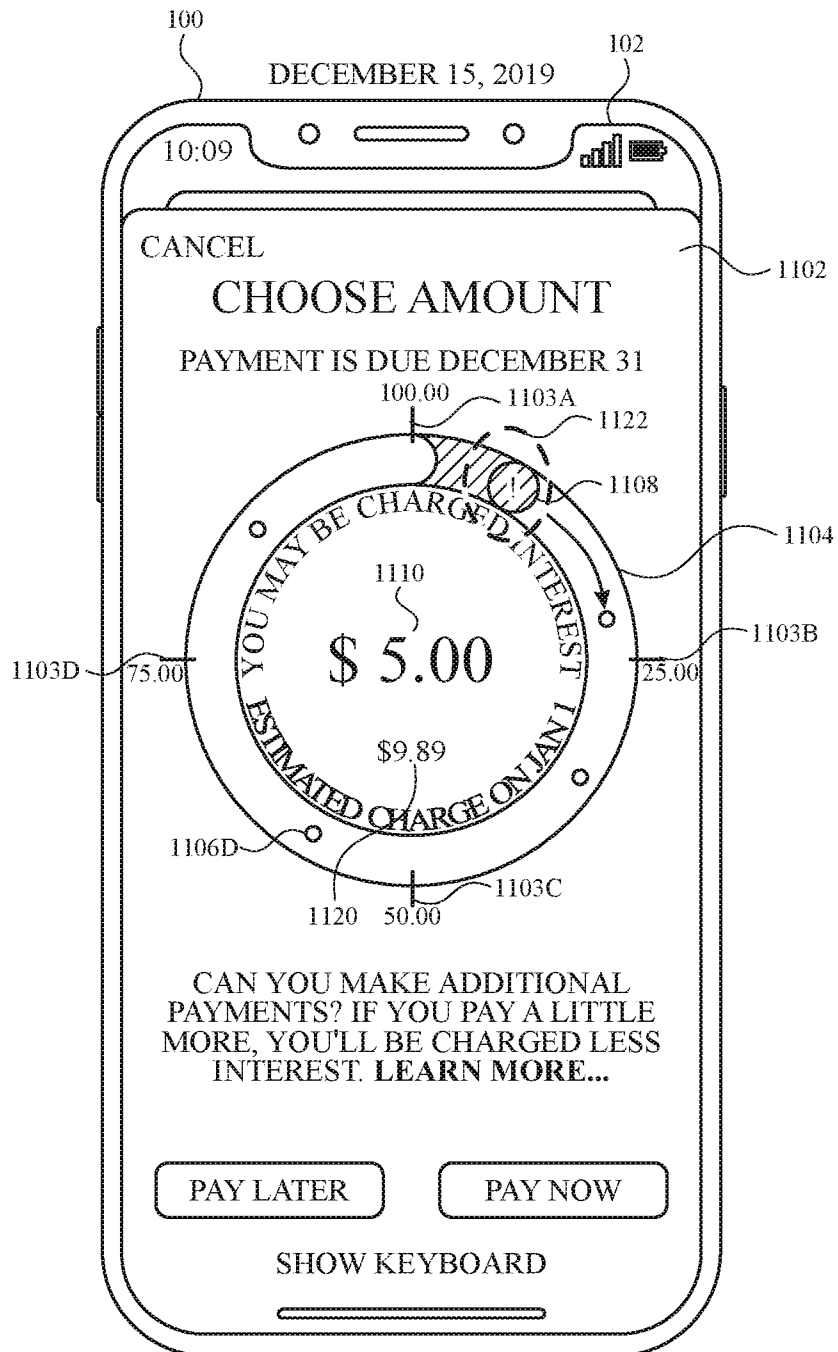 100
DECEMBER 15, 2019
102
10:09
CANCEL
1102
CHOOSE AMOUNT
PAYMENT IS DUE DECEMBER 31
100.00
1103A
1122
1108
1104
YOU MAY BE CHARGED INTEREST
!
1110
$ 5.00
1103B
1103D
75.00
25.00
$9.89
ESTIMATED CHARGE ON JAN 1
1106D
1103C
1120
50.00
CAN YOU MAKE ADDITIONAL
PAYMENTS? IF YOU PAY A LITTLE
MORE, YOU'LL BE CHARGED LESS
INTEREST. LEARN MORE...
PAY LATER
PAY NOW
SHOW KEYBOARD